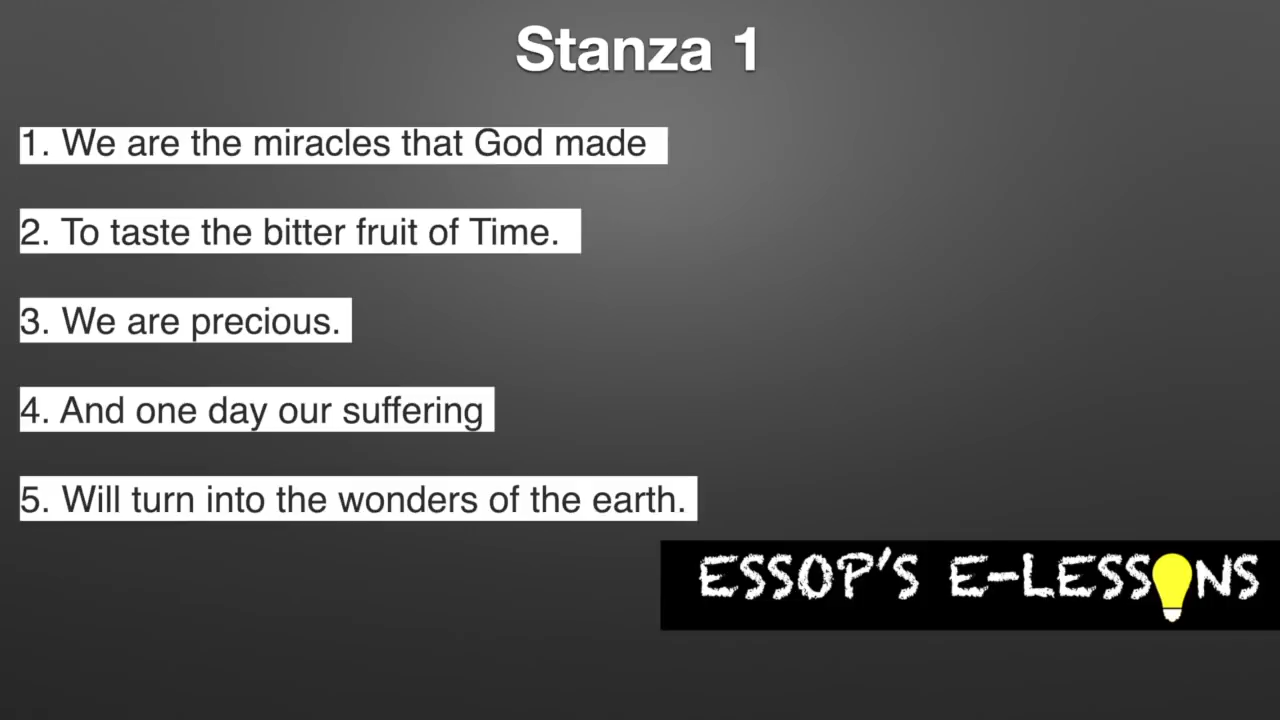 Stanza 1
1. We are the miracles that God made
2. To taste the bitter fruit of Time.
3. We are precious.
4. And one day our suffering
5. Will turn into the wonders of the earth.
ESSOP'S E-LESSONS